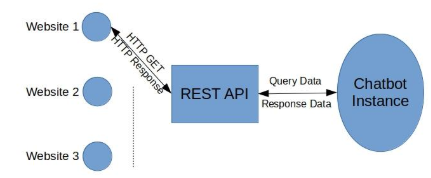 Website 1
HTTP GET
HTTP Response
Website 2
REST API
Query Data
Response Data
Chatbot
Instance
Website 3